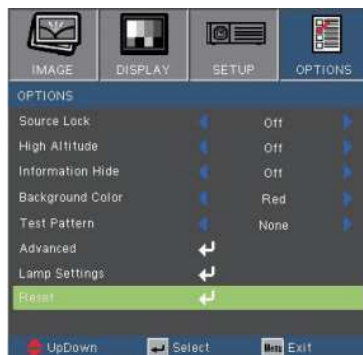 IMAGE DISPLAY SETUP OPTIONS
OPTIONS
Source Lock Off
High Altitude Off
Information Hide Off
Background Color Red
Test Pattern None
Advanced
Lamp Settings
Reset
UpDown Select Menu Exit